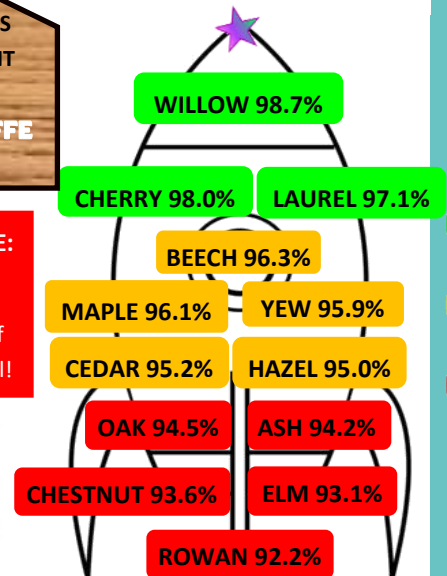 S
IT
FFE
WILLOW 98.7%
CHERRY 98.0%
LAUREL 97.1%
E:
BEECH 96.3%
MAPLE 96.1%
YEW 95.9%
f
l!
CEDAR 95.2%
HAZEL 95.0%
OAK 94.5%
ASH 94.2%
CHESTNUT 93.6%
ELM 93.1%
ROWAN 92.2%